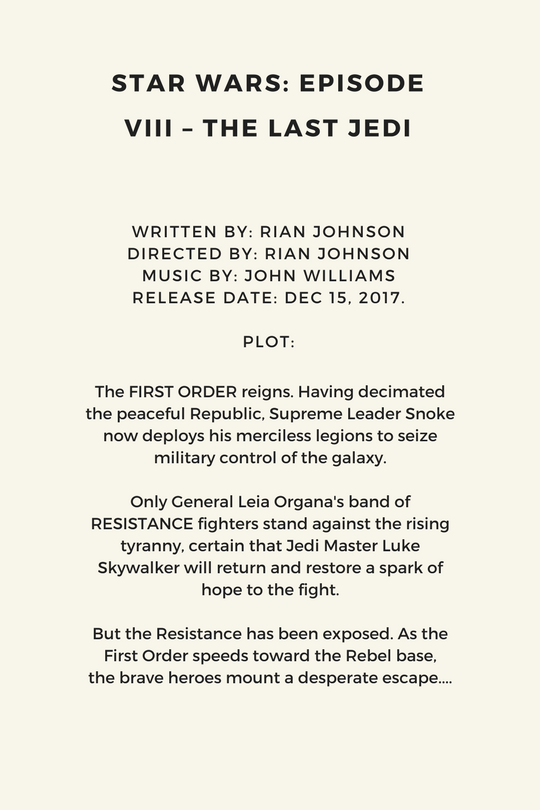 STAR WARS: EPISODE
VIII – THE LAST JEDI
WRITTEN BY: RIAN JOHNSON
DIRECTED BY: RIAN JOHNSON
MUSIC BY: JOHN WILLIAMS
RELEASE DATE: DEC 15, 2017.
PLOT:
The FIRST ORDER reigns. Having decimated
the peaceful Republic, Supreme Leader Snoke
now deploys his merciless legions to seize
military control of the galaxy.
Only General Leia Organa's band of
RESISTANCE fighters stand against the rising
tyranny, certain that Jedi Master Luke
Skywalker will return and restore a spark of
hope to the fight.
But the Resistance has been exposed. As the
First Order speeds toward the Rebel base,
the brave heroes mount a desperate escape....